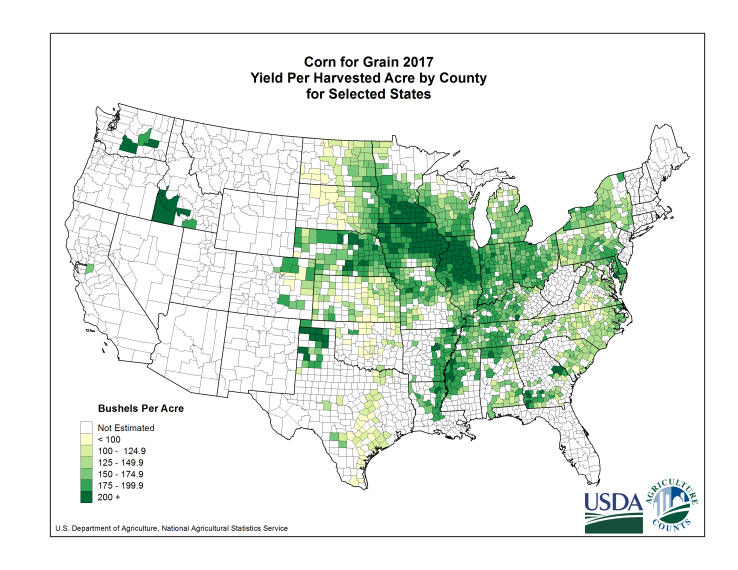 Corn for Grain 2017
Yield Per Harvested Acre by County
for Selected States
Bushels Per Acre
Not Estimated
< 100
100 - 124.9
125 - 149.9
150 - 174.9
175 - 199.9
200 +
U.S. Department of Agriculture, National Agricultural Statistics Service
USDA
AGRICULTURE
COUNTS